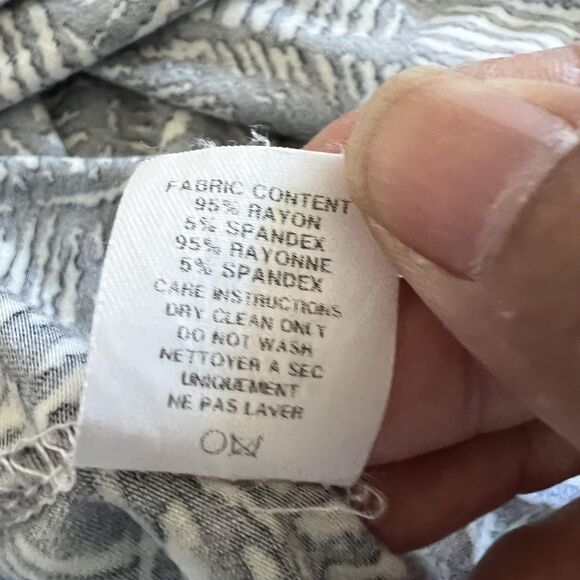 FABRIC CONTENT
95% RAYON
5% SPANDEX
95% RAYONNE
5% SPANDEX
CARE INSTRUCTIONS
DRY CLEAN ONLY
DO NOT WASH
NETTOYER A SEC
UNIQUEMENT
NE PAS LAVER